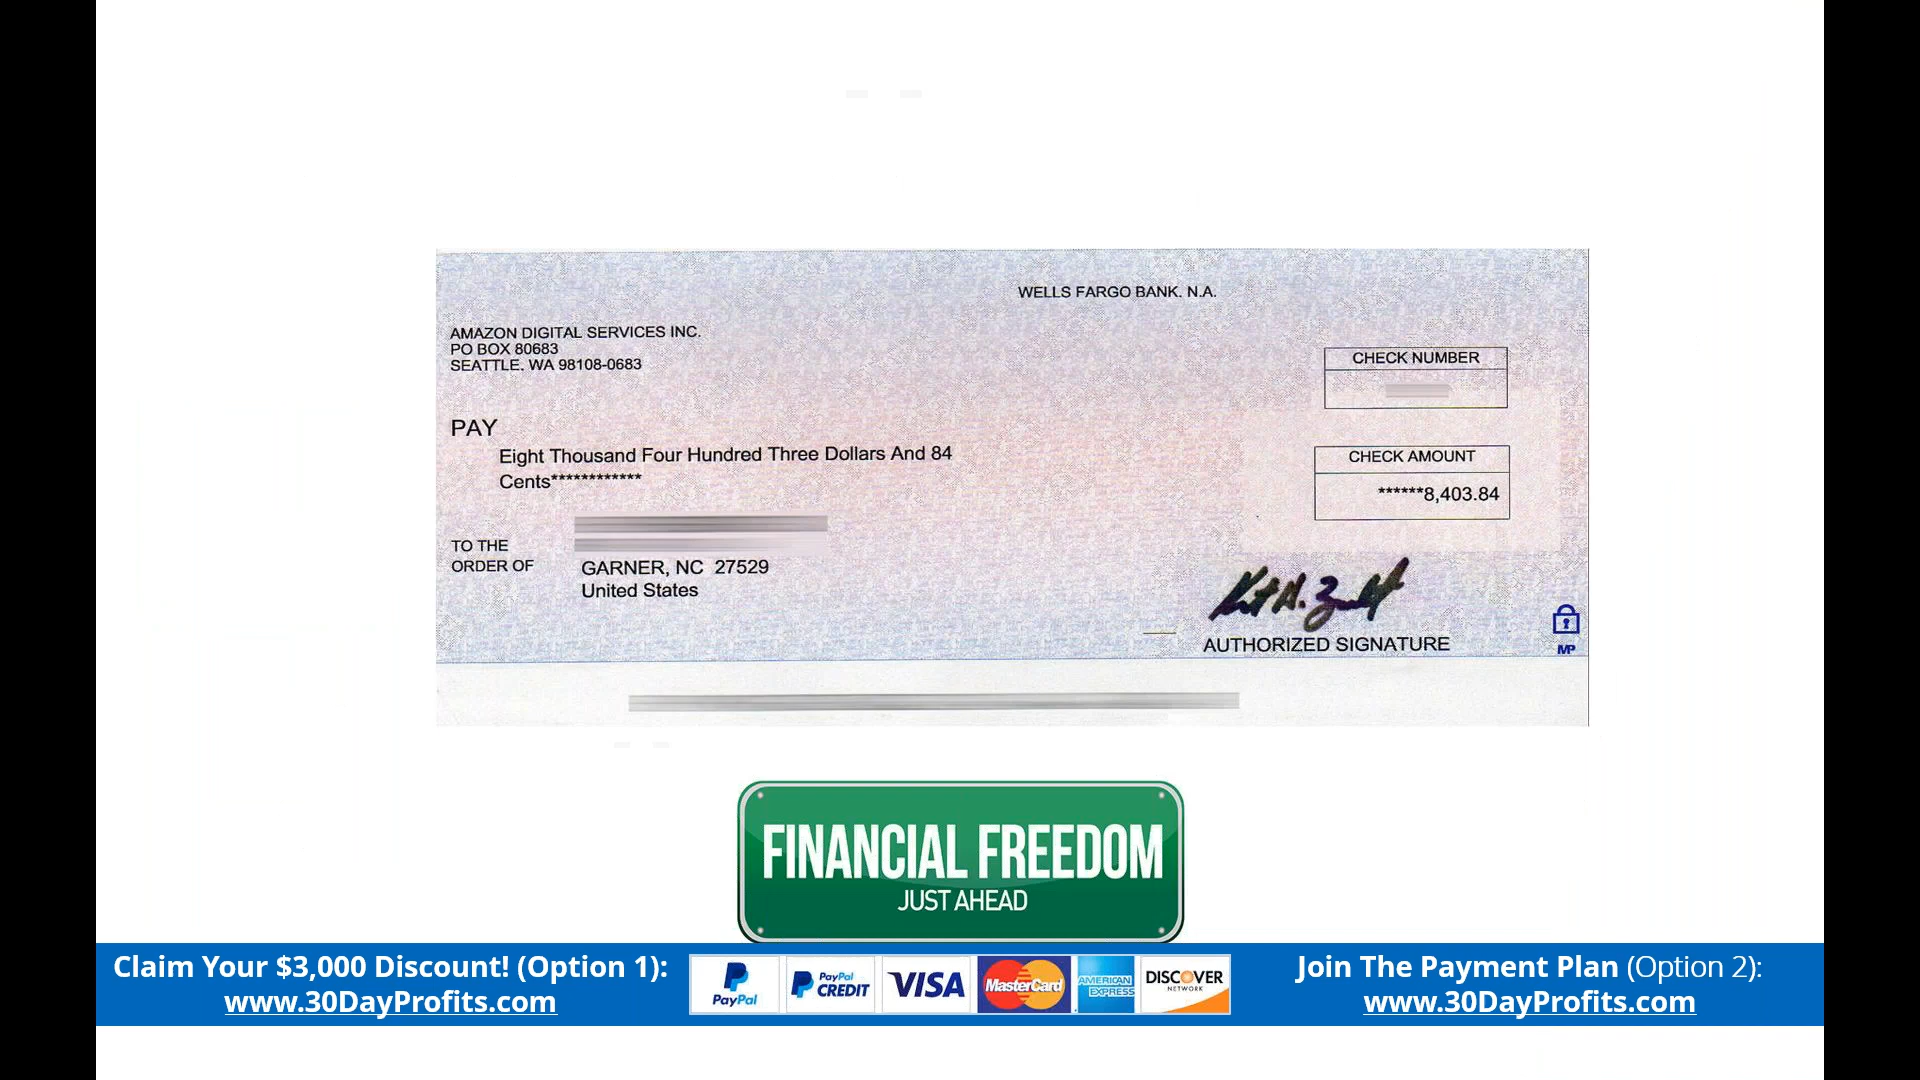 WELLS FARGO BANK. N.A.
AMAZON DIGITAL SERVICES INC.
PO BOX 80683
SEATTLE. WA 98108-0683
CHECK NUMBER
PAY
Eight Thousand Four Hundred Three Dollars And 84
Cents************
CHECK AMOUNT
******8,403.84
TO THE
ORDER OF
GARNER, NC 27529
United States
AUTHORIZED SIGNATURE
MP
FINANCIAL FREEDOM
JUST AHEAD
Claim Your $3,000 Discount! (Option 1):
www.30DayProfits.com
PayPal
PayPal CREDIT
VISA
MasterCard
AMERICAN EXPRESS
DISCOVER
NETWORK
Join The Payment Plan (Option 2):
www.30DayProfits.com